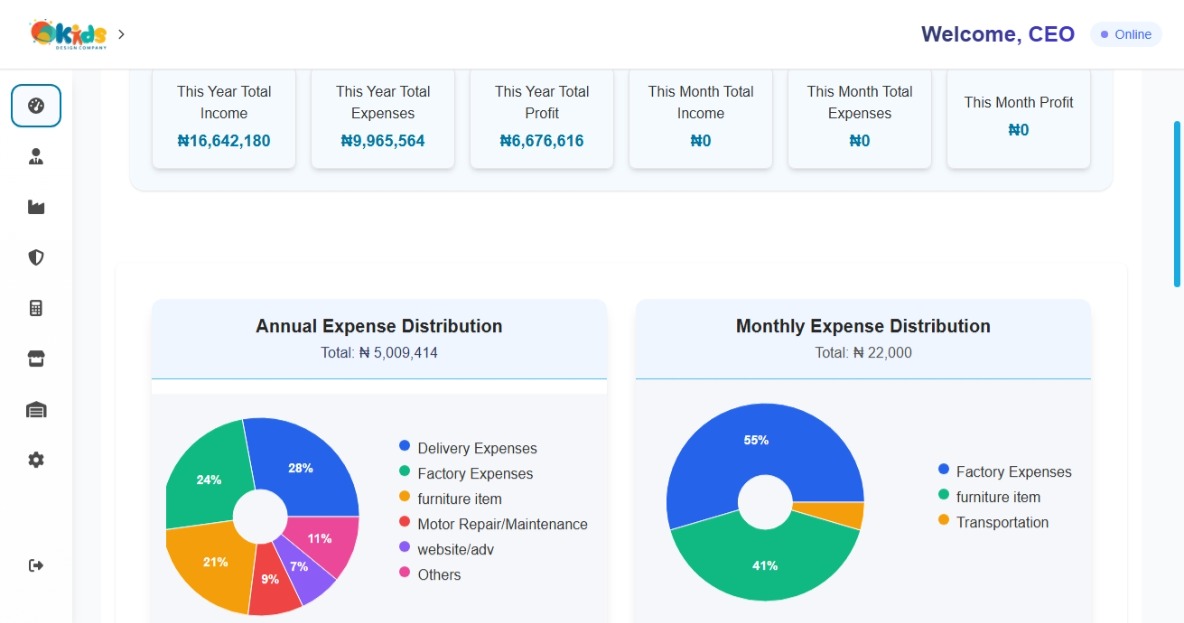 Kids
DESIGN COMPANY
Welcome, CEO
Online
This Year Total
Income
₦16,642,180
This Year Total
Expenses
₦9,965,564
This Year Total
Profit
₦6,676,616
This Month Total
Income
₦0
This Month Total
Expenses
₦0
This Month Profit
₦0
Annual Expense Distribution
Total: ₦ 5,009,414
28%
24%
21%
9%
7%
11%
Delivery Expenses
Factory Expenses
furniture item
Motor Repair/Maintenance
website/adv
Others
Monthly Expense Distribution
Total: ₦ 22,000
55%
41%
Factory Expenses
furniture item
Transportation